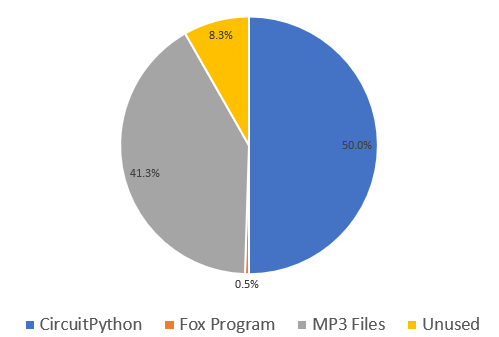 8.3%
50.0%
41.3%
0.5%
CircuitPython Fox Program MP3 Files Unused